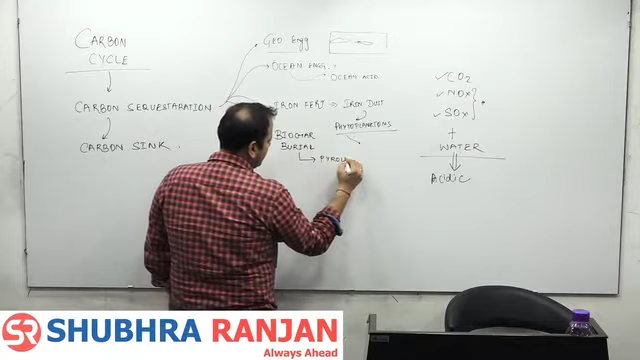 CARBON
CYCLE
CARBON SEQUESTARATION
CARBON SINK.
GEO Engg
OCEAN ENGG.
OCEAN ACID
IRON FERT ⇒ IRON DUST
PHYTOPLANKTONS
BIOCHAR
BURIAL
PYROL
CO₂
NOx
SOx
+
WATER
Acidic
SR SHUBHRA RANJAN
Always Ahead